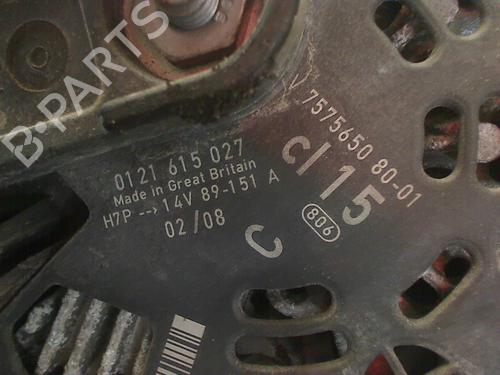 B-PARTS
0121 615 027
Made in Great Britain
H7P --> 14V 89-151 A
02/08
V 7575650 80-01
C/15
806
C